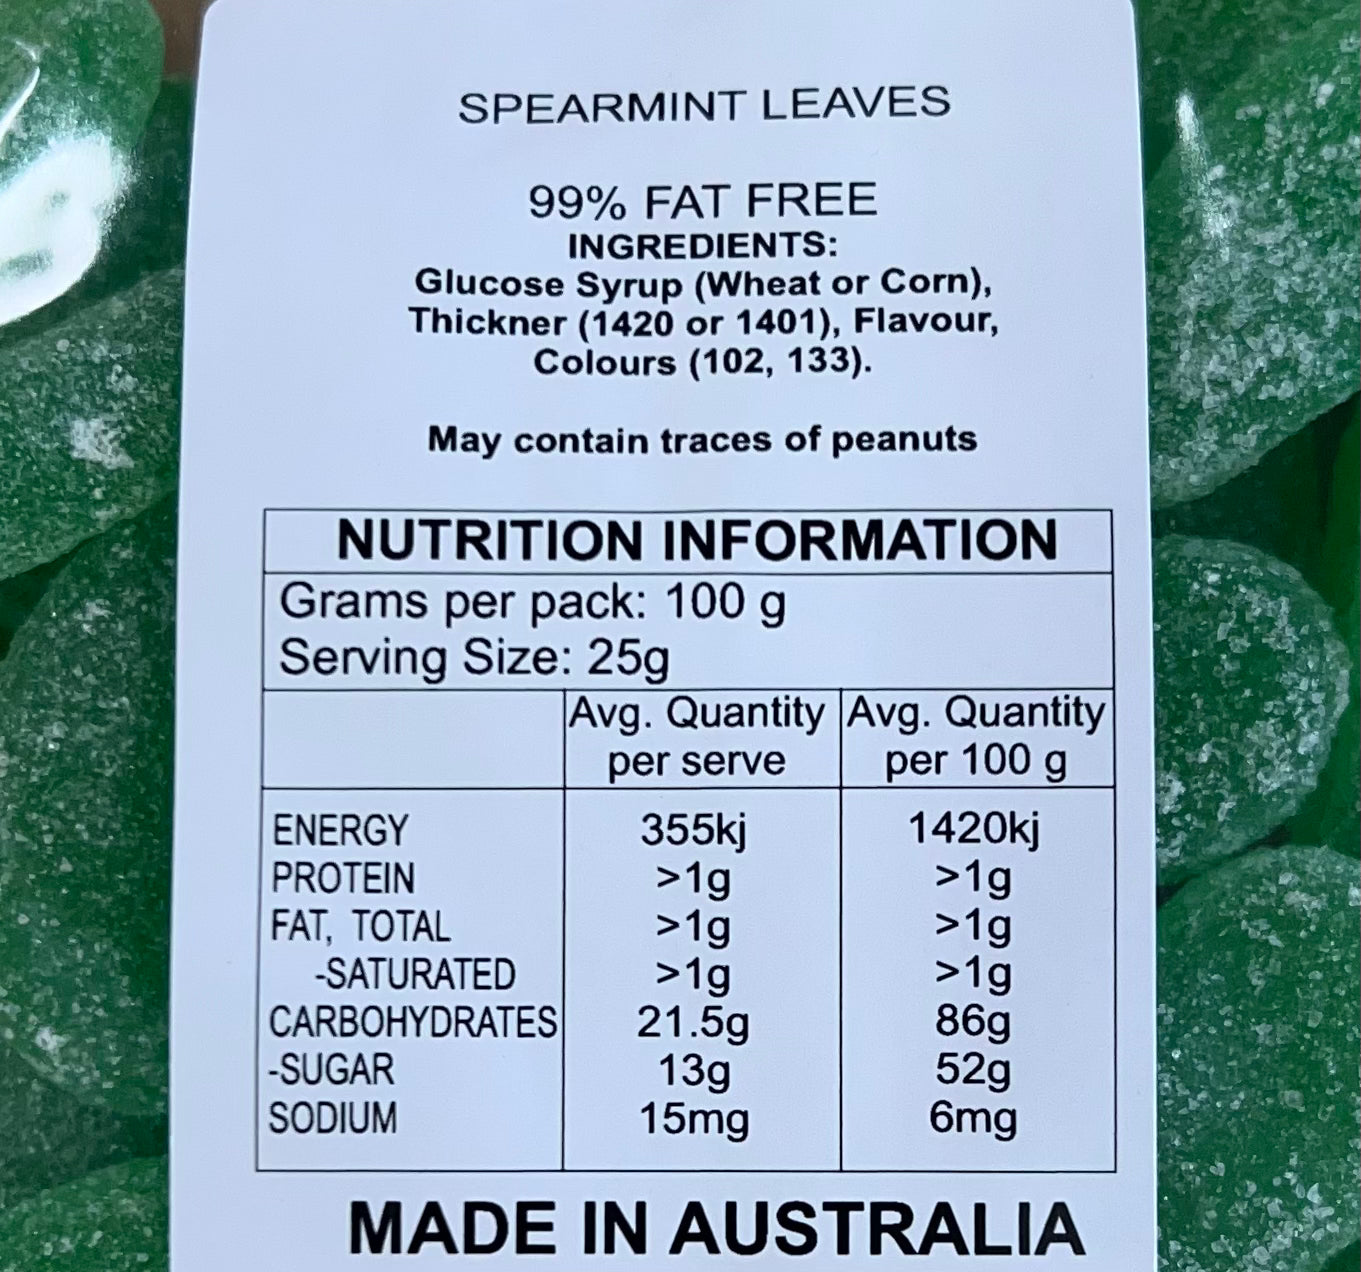 SPEARMINT LEAVES
99% FAT FREE
INGREDIENTS:
Glucose Syrup (Wheat or Corn),
Thickner (1420 or 1401), Flavour,
Colours (102, 133).
May contain traces of peanuts
NUTRITION INFORMATION
Grams per pack: 100 g
Serving Size: 25g
Avg. Quantity per serve Avg. Quantity per 100 g
ENERGY 355kj 1420kj
PROTEIN >1g >1g
FAT, TOTAL >1g >1g
-SATURATED >1g >1g
CARBOHYDRATES 21.5g 86g
-SUGAR 13g 52g
SODIUM 15mg 6mg
MADE IN AUSTRALIA